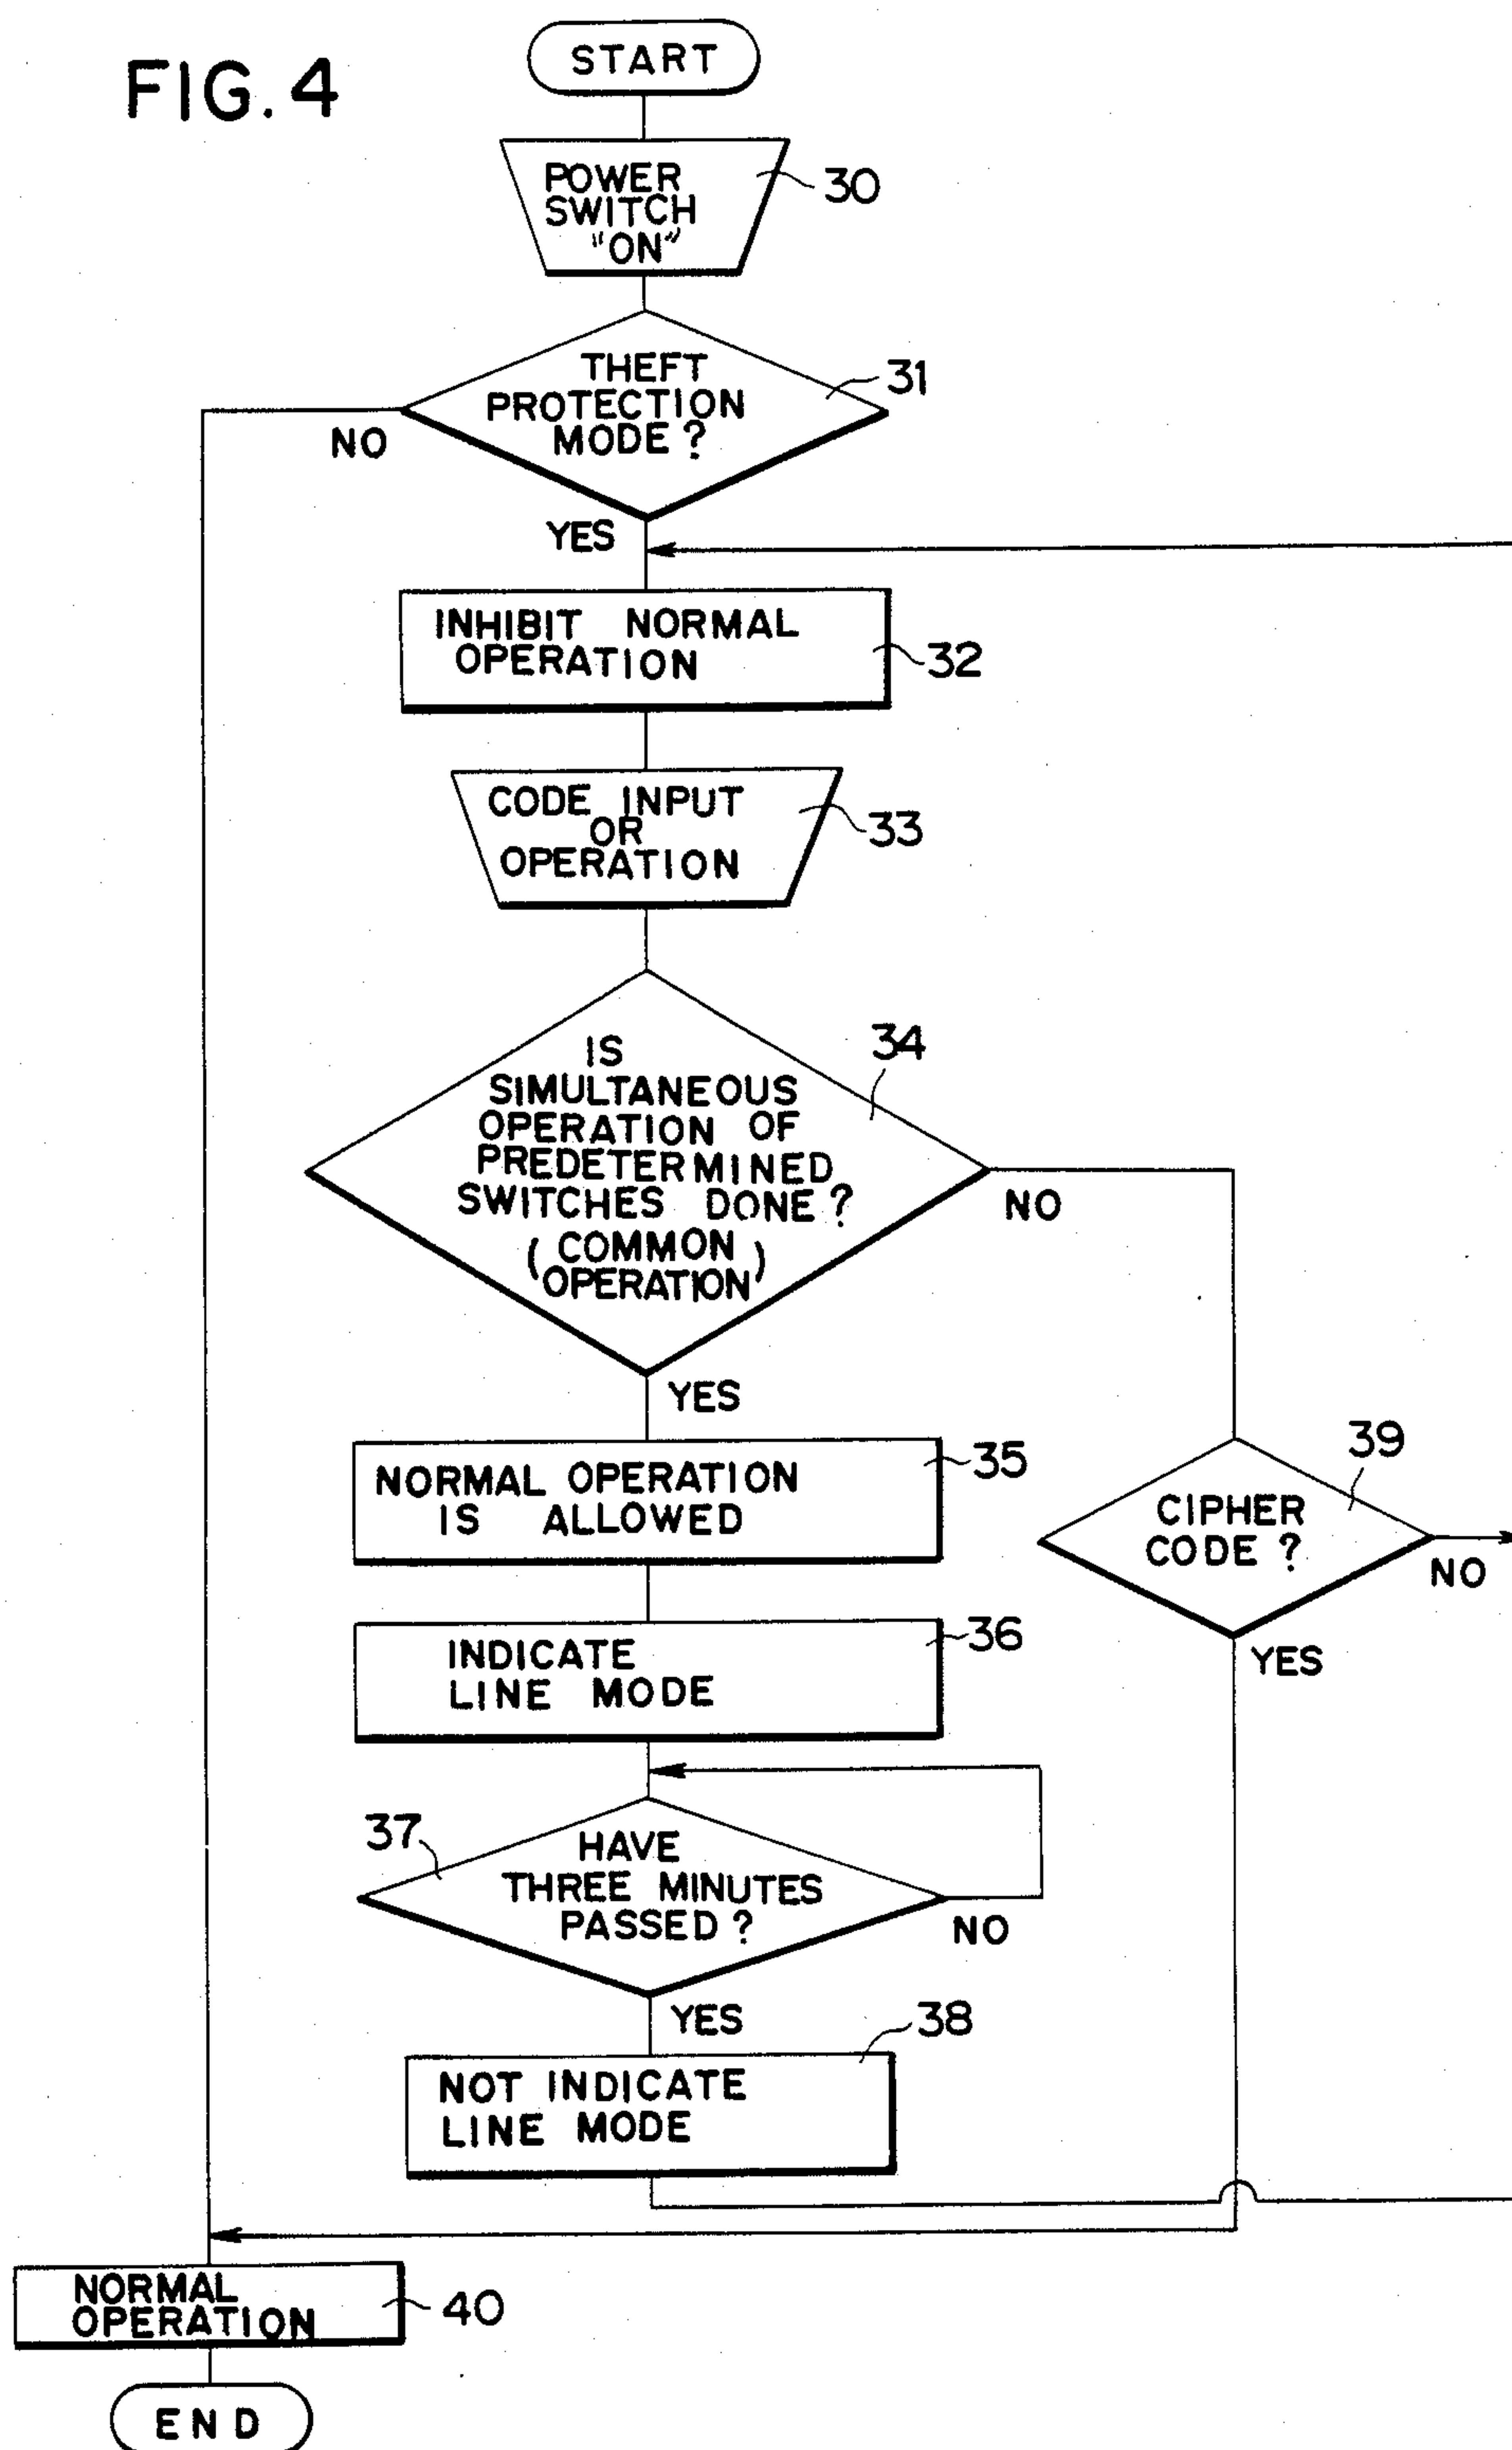 FIG. 4
START
POWER
SWITCH
"ON"
30
THEFT
PROTECTION
MODE?
31
NO
YES
INHIBIT NORMAL
OPERATION
32
CODE INPUT
OR
OPERATION
33
IS
SIMULTANEOUS
OPERATION OF
PREDETERMINED
SWITCHES DONE?
(COMMON
OPERATION)
34
NO
YES
NORMAL OPERATION
IS ALLOWED
35
CIPHER
CODE?
39
NO
YES
INDICATE
LINE MODE
36
HAVE
THREE MINUTES
PASSED?
37
NO
YES
NOT INDICATE
LINE MODE
38
NORMAL
OPERATION
40
END